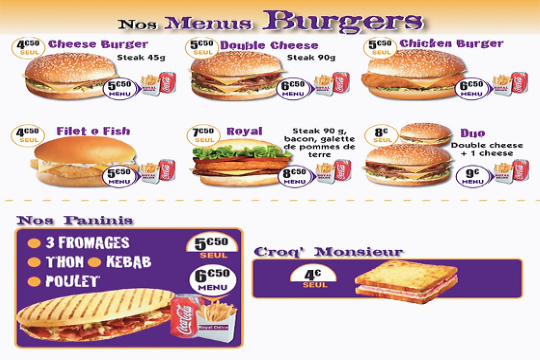 Nos Menus Burgers
4€50
SEUL
Cheese Burger
Steak 45g
5€50
MENU
5€50
SEUL
Double Cheese
Steak 90g
6€50
MENU
5€50
SEUL
Chicken Burger
6€50
MENU
4€50
SEUL
Filet o Fish
5€50
MENU
7€50
SEUL
Royal
Steak 90 g,
bacon, galette
de pommes de
terre
8€50
MENU
8€
SEUL
Duo
Double cheese
+ 1 cheese
9€
MENU
Nos Paninis
3 FROMAGES
THON KEBAB
POULET
5€50
SEUL
6€50
MENU
Coca-Cola
Royal Délice
Croq' Monsieur
4€
SEUL